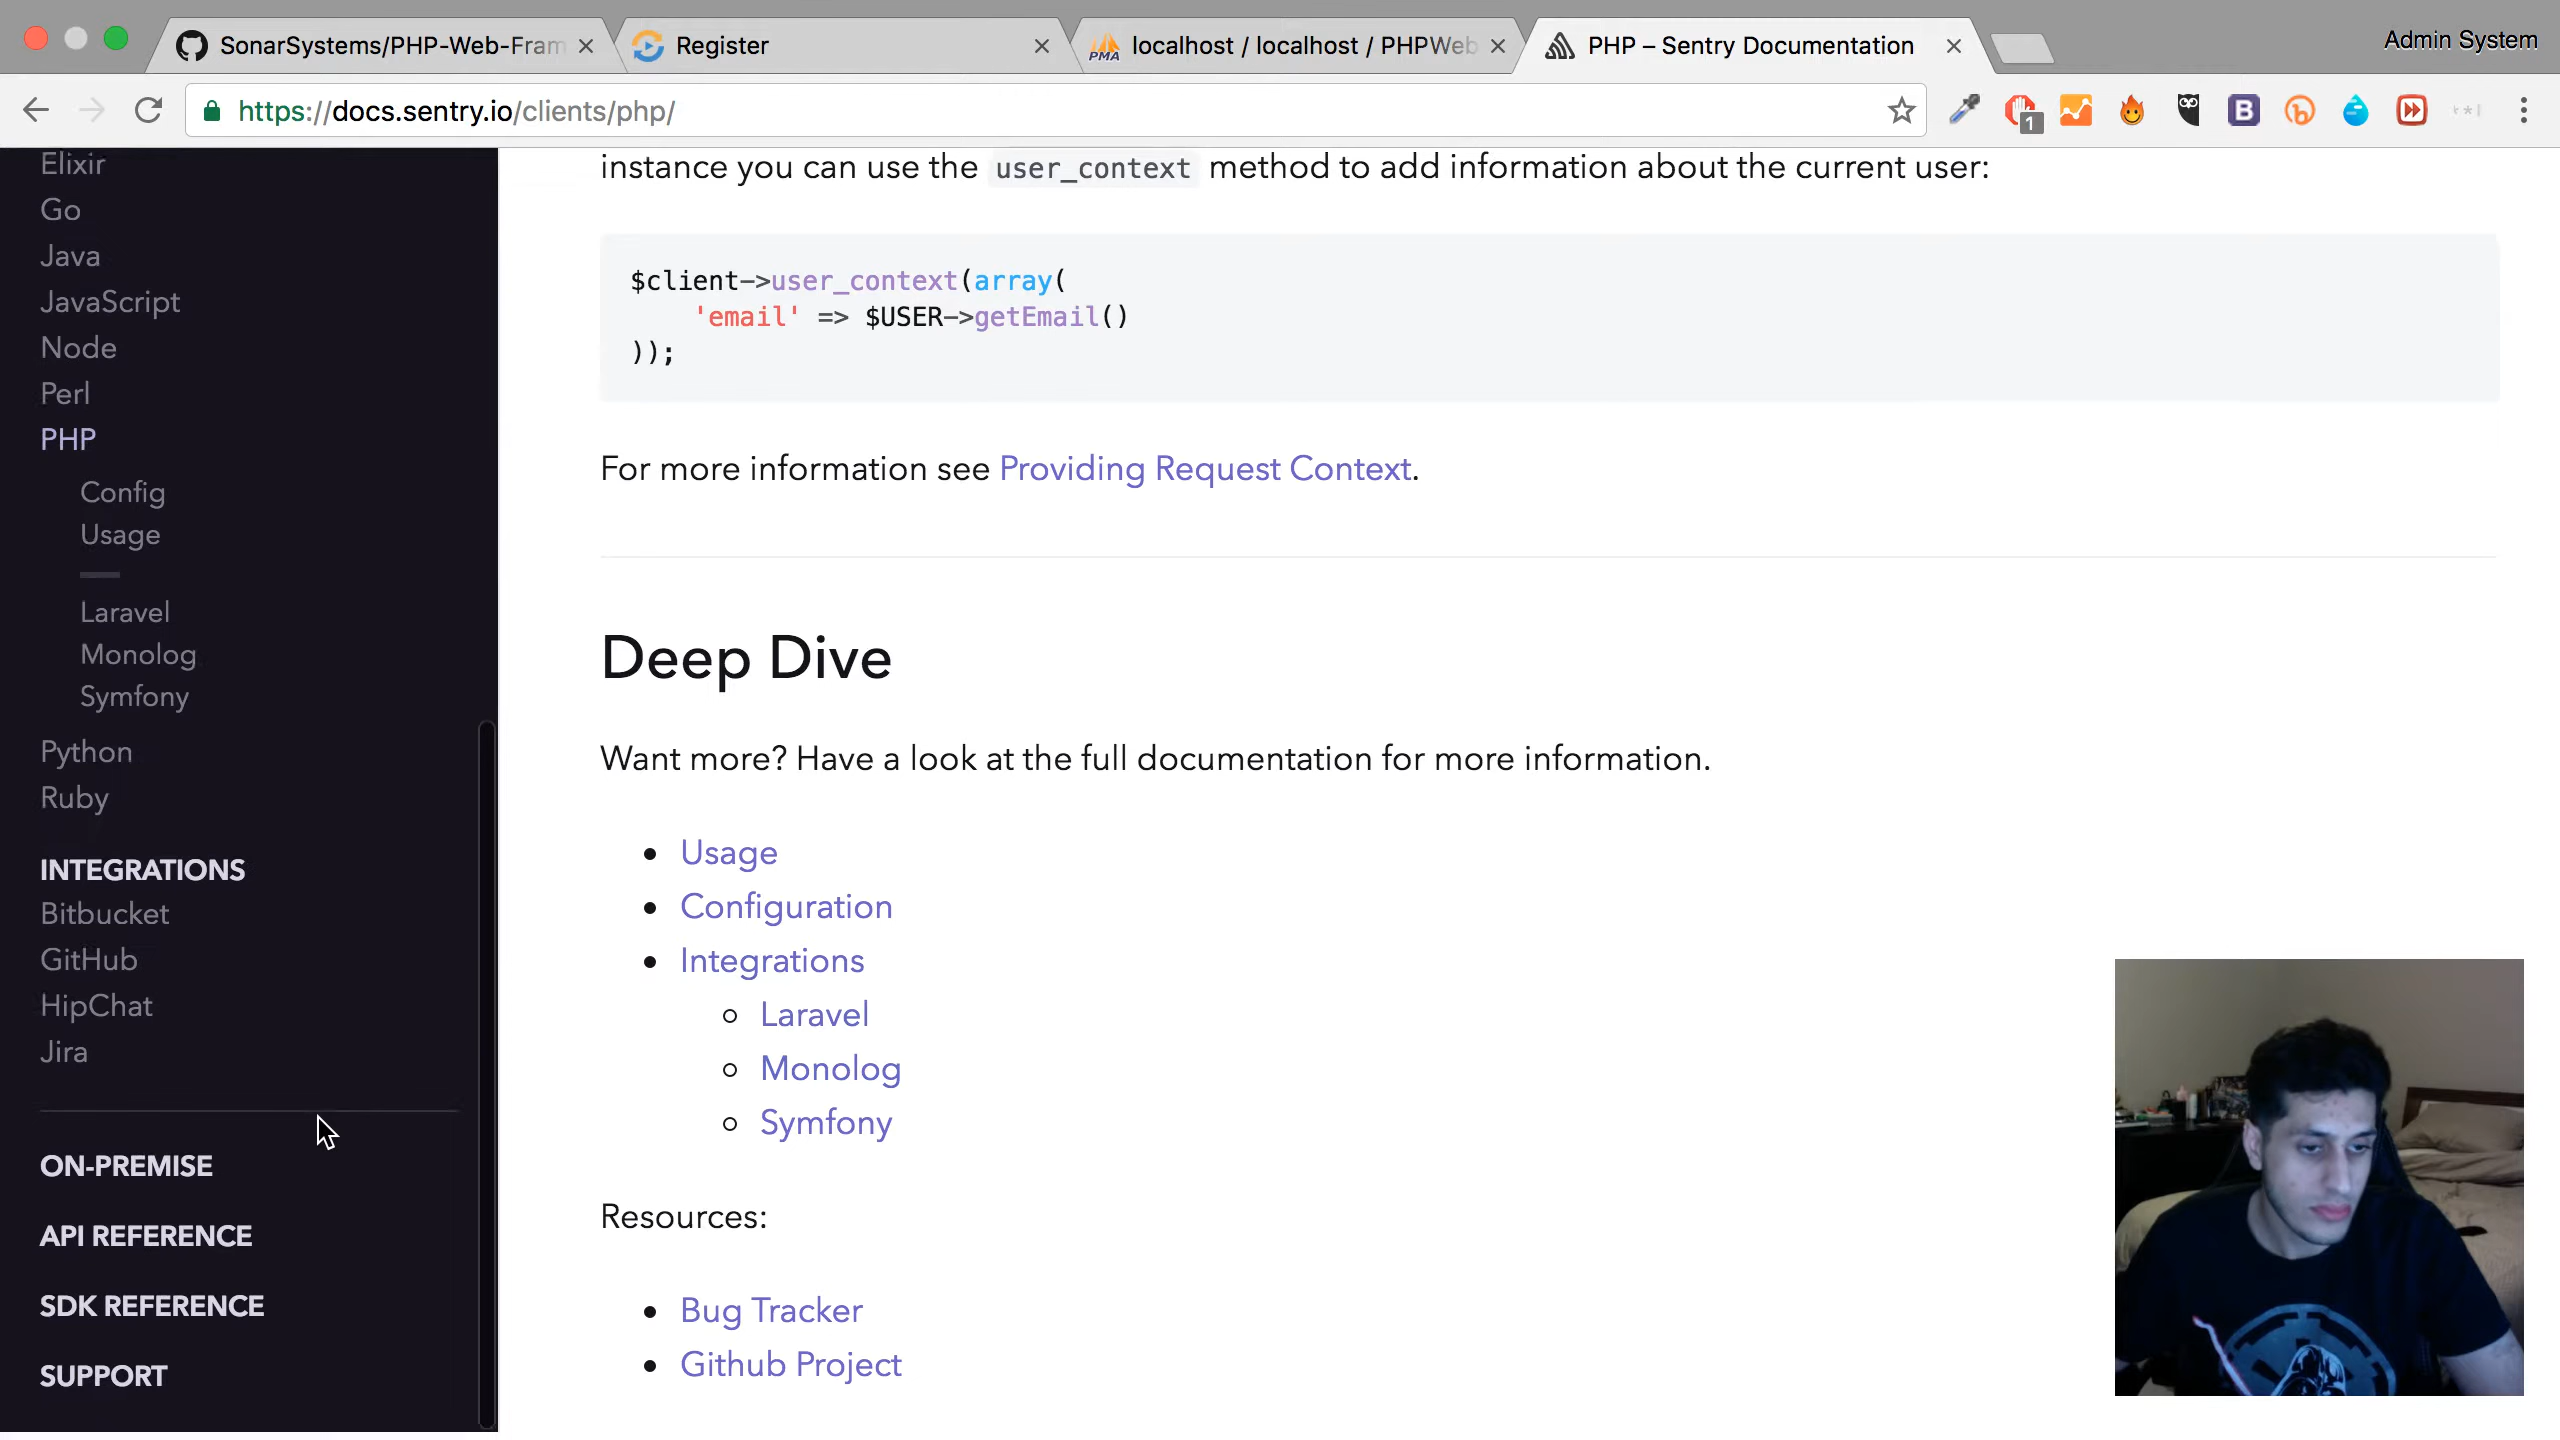 SonarSystems/PHP-Web-Fram
Register
localhost / localhost / PHPWeb
PHP – Sentry Documentation
Admin System
https://docs.sentry.io/clients/php/
1
B
Elixir
Go
Java
JavaScript
Node
Perl
PHP
Config
Usage
Laravel
Monolog
Symfony
Python
Ruby
INTEGRATIONS
Bitbucket
GitHub
HipChat
Jira
ON-PREMISE
API REFERENCE
SDK REFERENCE
SUPPORT
instance you can use the user_context method to add information about the current user:
$client->user_context(array(
'email' => $USER->getEmail()
));
For more information see Providing Request Context.
Deep Dive
Want more? Have a look at the full documentation for more information.
Usage
Configuration
Integrations
Laravel
Monolog
Symfony
Resources:
Bug Tracker
Github Project